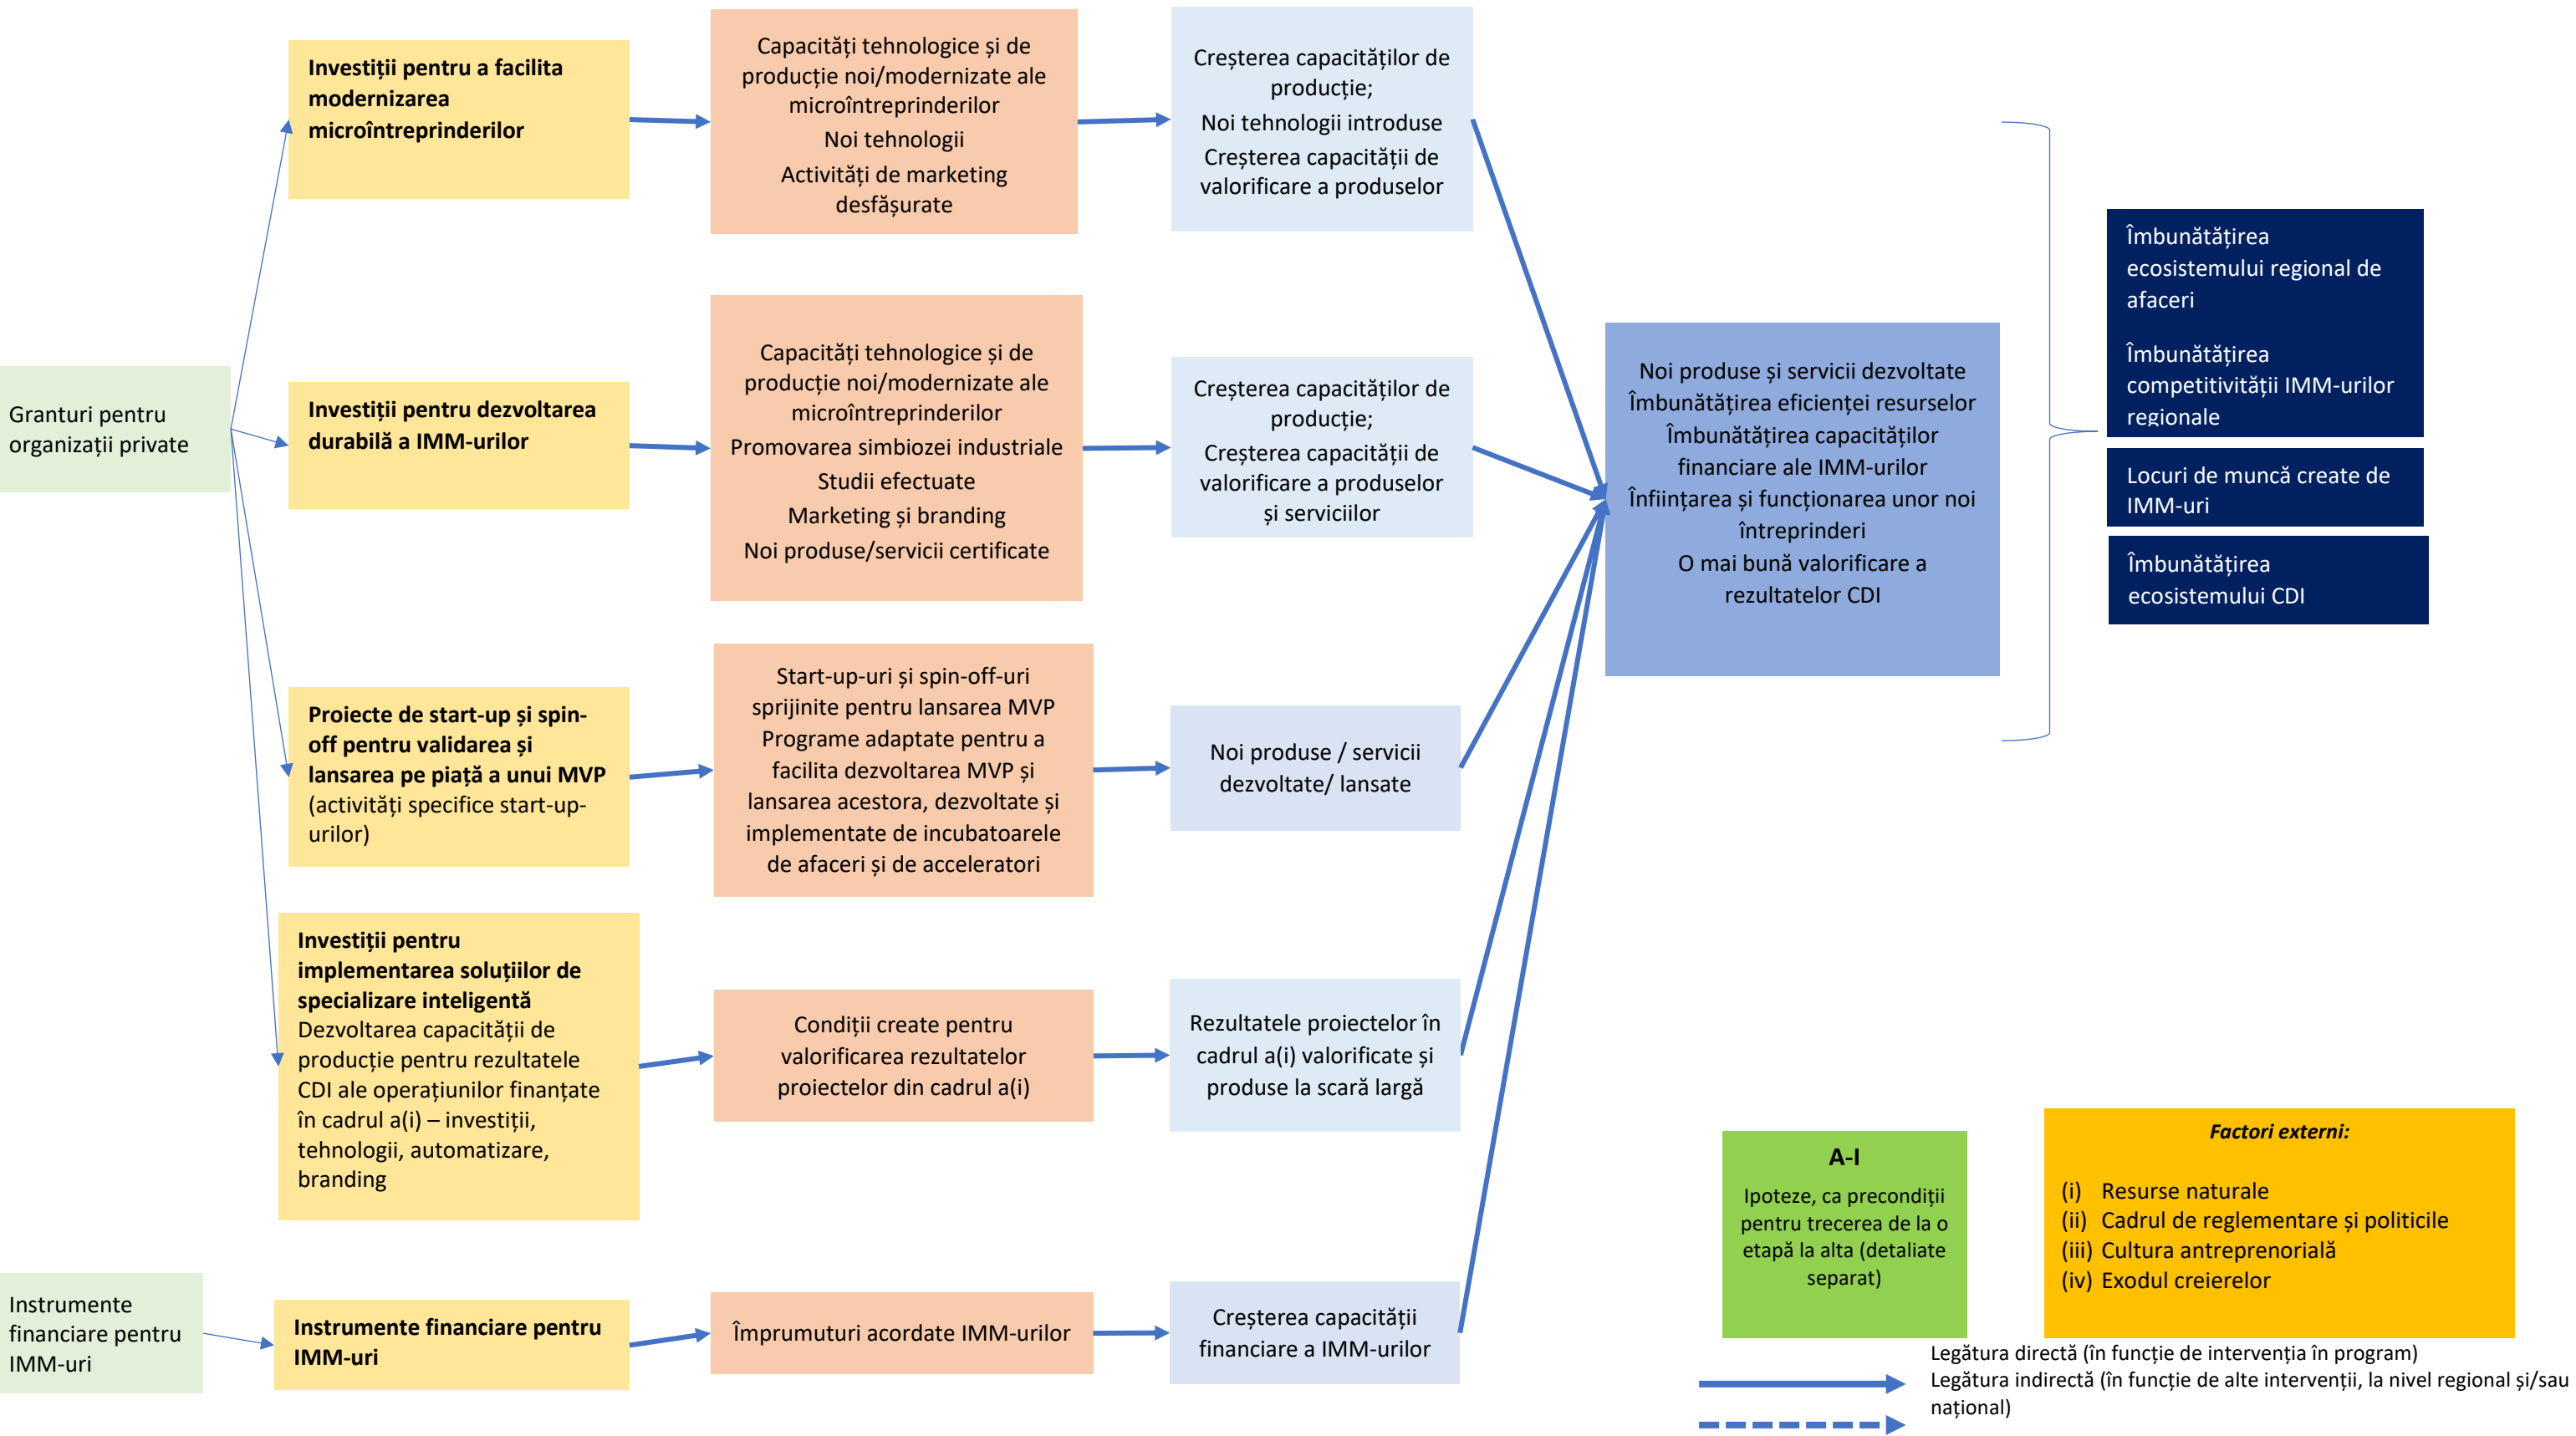 Granturi pentru
organizații private
Instrumente
financiare pentru
IMM-uri
Investiții pentru a facilita
modernizarea
microîntreprinderilor
Investiții pentru dezvoltarea
durabilă a IMM-urilor
Proiecte de start-up și spin-
off pentru validarea și
lansarea pe piață a unui MVP
(activități specifice start-up-
urilor)
Investiții pentru
implementarea soluțiilor de
specializare inteligentă
Dezvoltarea capacității de
producție pentru rezultatele
CDI ale operațiunilor finanțate
în cadrul a(i) – investiții,
tehnologii, automatizare,
branding
Instrumente financiare pentru
IMM-uri
Capacități tehnologice și de
producție noi/modernizate ale
microîntreprinderilor
Noi tehnologii
Activități de marketing
desfășurate
Capacități tehnologice și de
producție noi/modernizate ale
microîntreprinderilor
Promovarea simbiozei industriale
Studii efectuate
Marketing și branding
Noi produse/servicii certificate
Start-up-uri și spin-off-uri
sprijinite pentru lansarea MVP
Programe adaptate pentru a
facilita dezvoltarea MVP și
lansarea acestora, dezvoltate și
implementate de incubatoarele
de afaceri și de acceleratori
Condiții create pentru
valorificarea rezultatelor
proiectelor din cadrul a(i)
Împrumuturi acordate IMM-urilor
Creșterea capacităților de
producție;
Noi tehnologii introduse
Creșterea capacității de
valorificare a produselor
Creșterea capacităților de
producție;
Creșterea capacității de
valorificare a produselor
și serviciilor
Noi produse / servicii
dezvoltate/ lansate
Rezultatele proiectelor în
cadrul a(i) valorificate și
produse la scară largă
Creșterea capacității
financiare a IMM-urilor
Noi produse și servicii dezvoltate
Îmbunătățirea eficienței resurselor
Îmbunătățirea capacităților
financiare ale IMM-urilor
Înființarea și funcționarea unor noi
întreprinderi
O mai bună valorificare a
rezultatelor CDI
Îmbunătățirea
ecosistemului regional de
afaceri
Îmbunătățirea
competitivității IMM-urilor
regionale
Locuri de muncă create de
IMM-uri
Îmbunătățirea
ecosistemului CDI
A-I
Ipoteze, ca precondiții
pentru trecerea de la o
etapă la alta (detaliate
separat)
Factori externi:
(i) Resurse naturale
(ii) Cadrul de reglementare și politicile
(iii) Cultura antreprenorială
(iv) Exodul creierelor
Legătura directă (în funcție de intervenția în program)
Legătura indirectă (în funcție de alte intervenții, la nivel regional și/sau
național)